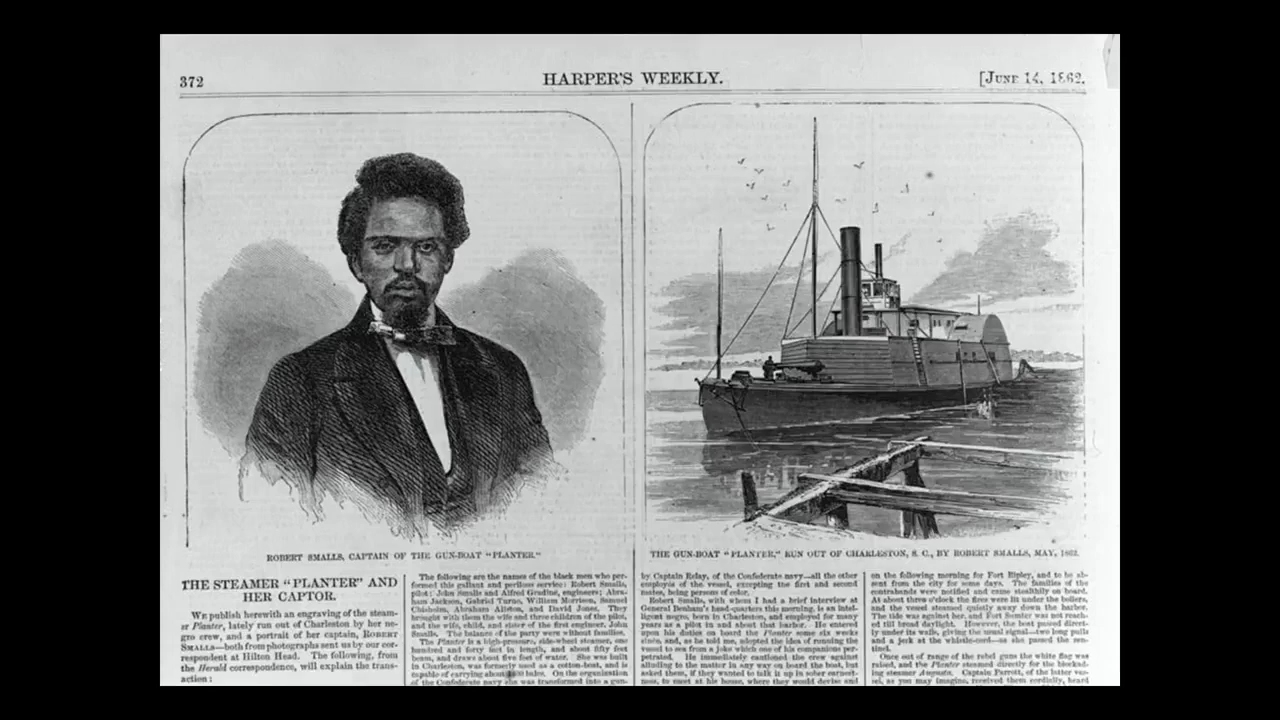 372
HARPER'S WEEKLY.
[JUNE 14, 1862.
ROBERT SMALLS, CAPTAIN OF THE GUN-BOAT "PLANTER."
THE GUN-BOAT "PLANTER," RUN OUT OF CHARLESTON, S. C., BY ROBERT SMALLS, MAY, 1862.
THE STEAMER "PLANTER" AND
HER CAPTOR.
WE publish herewith an engraving of the steam-
er Planter, lately run out of Charleston by her ne-
gro crew, and a portrait of her captain, ROBERT
SMALLS—both from photographs sent us by our cor-
respondent at Hilton Head. The following, from
the Herald correspondence, will explain the trans-
action:
The following are the names of the black men who per-
formed this gallant and perilous service: Robert Smalls,
pilot; John Smalls and Alfred Gradine, engineers; Abra-
ham Jackson, Gabriel Turno, William Morrison, Samuel
Chisholm, Abraham Allston, and David Jones. They
brought with them the wife and three children of the pilot,
and the wife, child, and sister of the first engineer, John
Smalls. The balance of the party were without families.
The Planter is a high-pressure, side-wheel steamer, one
hundred and forty feet in length, and about fifty feet
beam, and draws about five feet of water. She was built
in Charleston, was formerly used as a cotton-boat, and is
capable of carrying about bales. On the organization
of the Confederate navy she was transformed into a gun-
by Captain Relay, of the Confederate navy—all the other
employés of the vessel, excepting the first and second
mates, being persons of color.
Robert Smalls, with whom I had a brief interview at
General Benham's head-quarters this morning, is an intel-
ligent negro, born in Charleston, and employed for many
years as a pilot in and about that harbor. He entered
upon his duties on board the Planter some six weeks
since, and, as he told me, adopted the idea of running the
vessel to sea from a joke which one of his companions per-
petrated. He immediately cautioned the crew against
alluding to the matter in any way on board the boat, but
asked them, if they wanted to talk it up in sober earnest-
ness, to meet at his house, where they would devise and
on the following morning for Fort Ripley, and to be ab-
sent from the city for some days. The families of the
contrabands were notified and came stealthily on board.
At about three o'clock the fires were lit under the boilers,
and the vessel steamed quietly away down the harbor.
The tide was against her, and Fort Sumter was not reach-
ed till broad daylight. However, the boat passed direct-
ly under its walls, giving the usual signal—two long pulls
and a jerk at the whistle-cord—as she passed the sen-
tinel.
Once out of range of the rebel guns the white flag was
raised, and the Planter steamed directly for the blockad-
ing steamer Augusta. Captain Parrott, of the latter ves-
sel, as you may imagine, received them cordially, heard